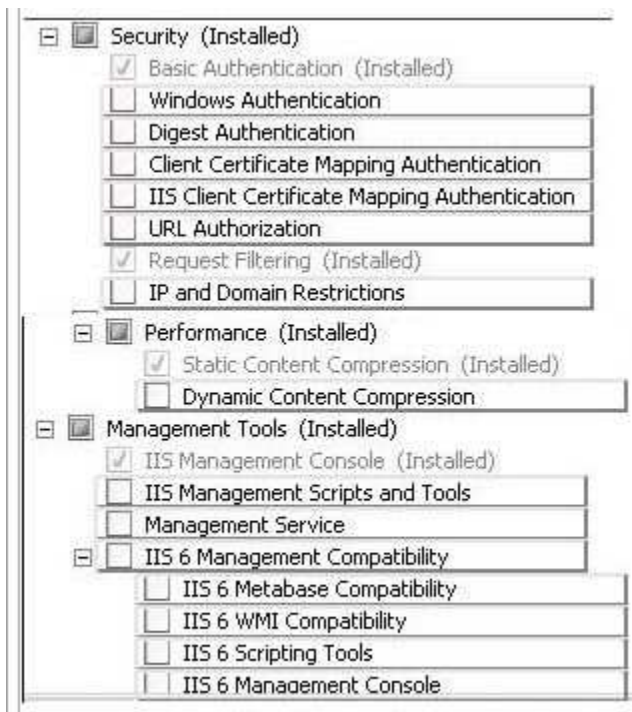 Security (Installed)
Basic Authentication (Installed)
Windows Authentication
Digest Authentication
Client Certificate Mapping Authentication
IIS Client Certificate Mapping Authentication
URL Authorization
Request Filtering (Installed)
IP and Domain Restrictions
Performance (Installed)
Static Content Compression (Installed)
Dynamic Content Compression
Management Tools (Installed)
IIS Management Console (Installed)
IIS Management Scripts and Tools
Management Service
IIS 6 Management Compatibility
IIS 6 Metabase Compatibility
IIS 6 WMI Compatibility
IIS 6 Scripting Tools
IIS 6 Management Console